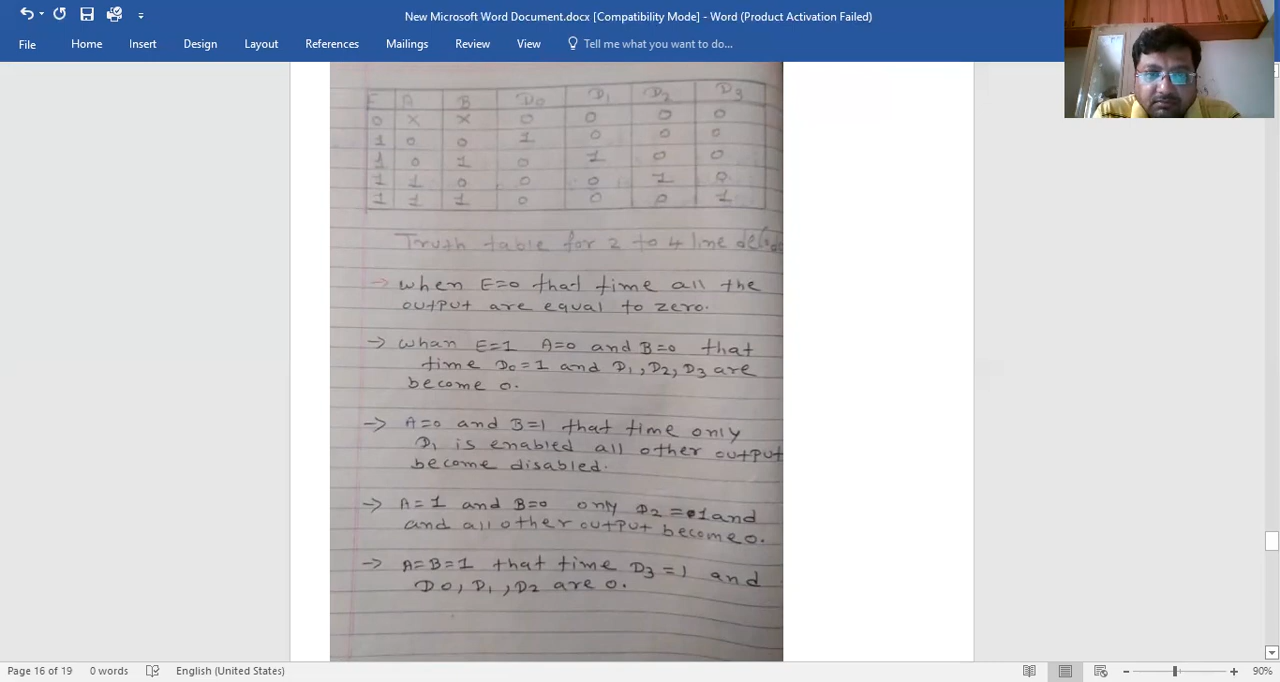 New Microsoft Word Document.docx [Compatibility Mode] - Word (Product Activation Failed)
File Home Insert Design Layout References Mailings Review View Tell me what you want to do...
E A B D0 D1 D2 D3
0 X X 0 0 0 0
1 0 0 1 0 0 0
1 0 1 0 1 0 0
1 1 0 0 0 1 0
1 1 1 0 0 0 1
Truth table for 2 to 4 line
→ when E=0 that time all the
output are equal to zero.
→ whan E=1 A=0 and B=0 that
time D0=1 and D1, D2, D3 are
become 0.
→ A=0 and B=1 that time only
D1 is enabled all other output
become disabled.
→ A=1 and B=0 only D2=1 and
and all other output become 0.
→ A=B=1 that time D3=1 and
D0, D1, D2 are 0.
Page 16 of 19 0 words English (United States) 90%